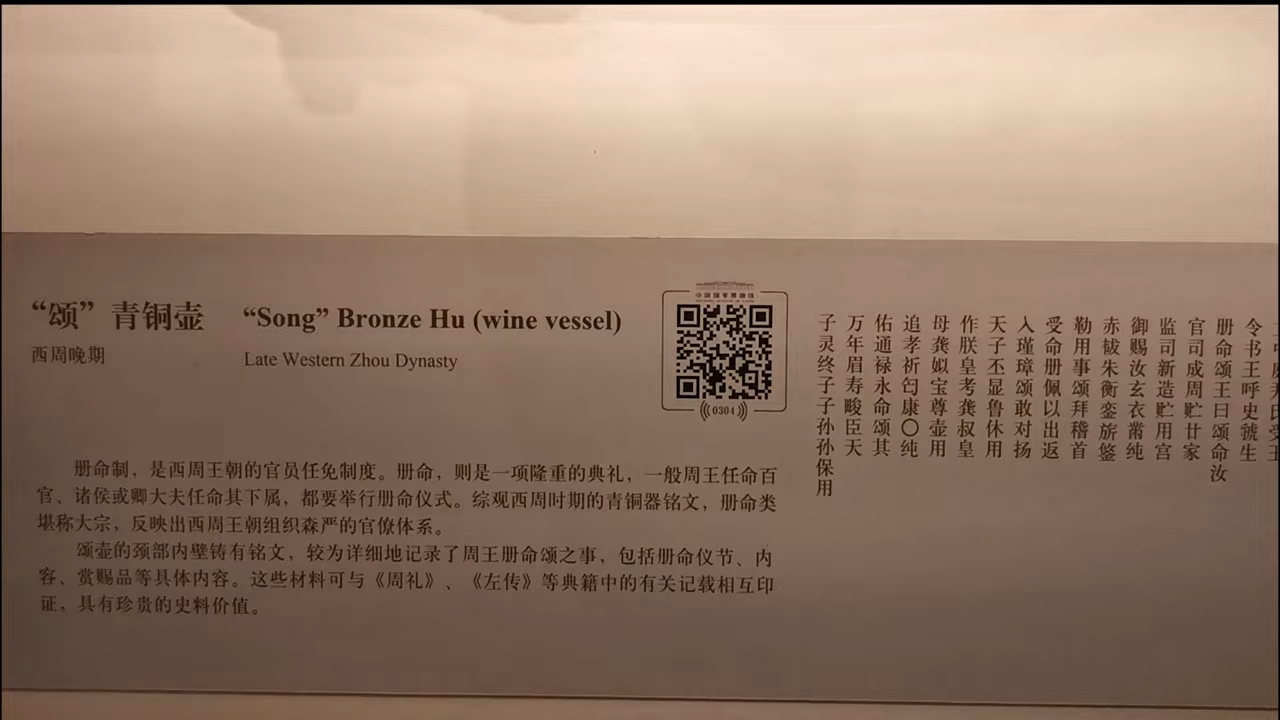 “颂” 青铜壶
“Song” Bronze Hu (wine vessel)
西周晚期
Late Western Zhou Dynasty
中国国家博物馆
0304
册命制，是西周王朝的官员任免制度。册命，则是一项隆重的典礼，一般周王任命百
官、诸侯或卿大夫任命其下属，都要举行册命仪式。综观西周时期的青铜器铭文，册命类
堪称大宗，反映出西周王朝组织森严的官僚体系。
颂壶的颈部内壁铸有铭文，较为详细地记录了周王册命颂之事，包括册命仪节、内
容、赏赐品等具体内容。这些材料可与《周礼》、《左传》等典籍中的有关记载相互印
证，具有珍贵的史料价值。
令书王呼史虢生
册命颂王曰颂命汝
官司成周贮廿家
监司新造贮用宫
御赐汝玄衣黹纯
赤韨朱衡銮旂鋚
勒用事颂拜稽首
受命册佩以出返
入瑾璋颂敢对扬
天子丕显鲁休用
作朕皇考龚叔皇
母龚姒宝尊壶用
追孝祈匄康〇纯
佑通禄永命颂其
万年眉寿畯臣天
子灵终子子孙孙保用